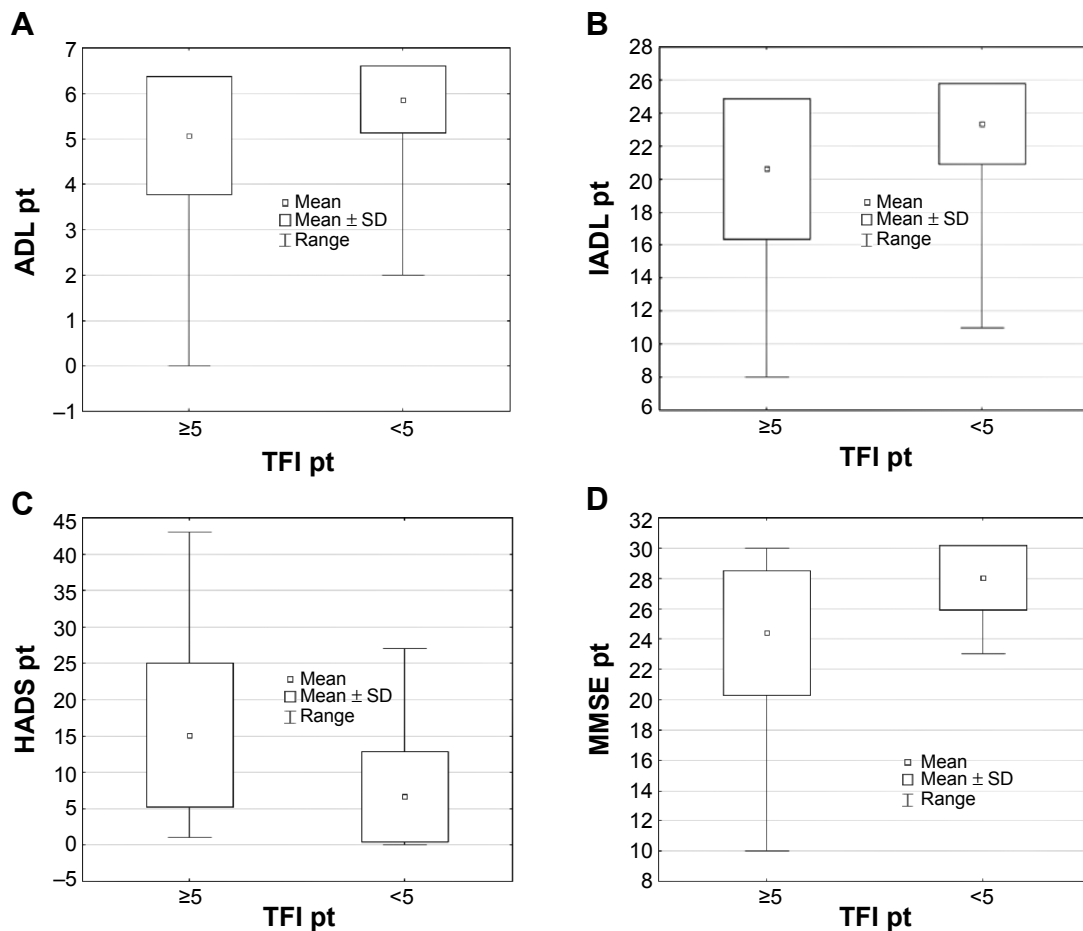 A
7
6
5
4
3
2
1
0
–1
ADL pt
Mean
Mean ± SD
Range
≥5
<5
TFI pt
B
28
26
24
22
20
18
16
14
12
10
8
6
IADL pt
Mean
Mean ± SD
Range
≥5
<5
TFI pt
C
45
40
35
30
25
20
15
10
5
0
–5
HADS pt
Mean
Mean ± SD
Range
≥5
<5
TFI pt
D
32
30
28
26
24
22
20
18
16
14
12
10
8
MMSE pt
Mean
Mean ± SD
Range
≥5
<5
TFI pt